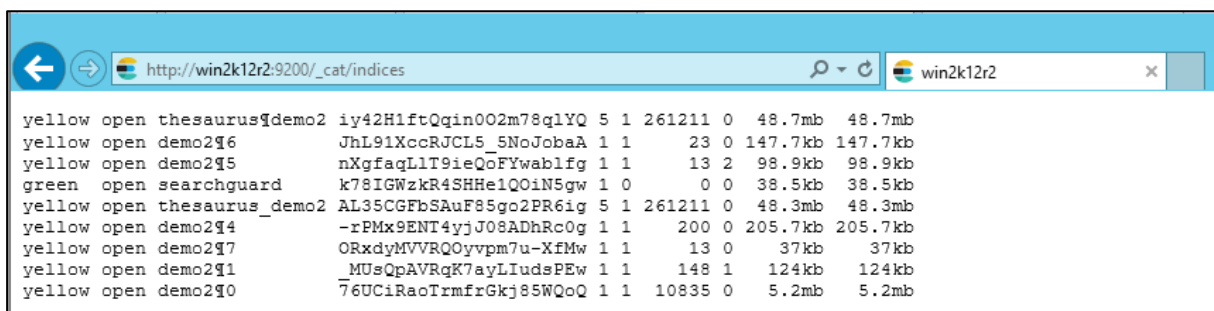 http://win2k12r2:9200/_cat/indices
win2k12r2
yellow open thesaurus¶demo2 iy42H1ftQqin0O2m78qlYQ 5 1 261211 0 48.7mb 48.7mb
yellow open demo2¶6 JhL91XccRJCL5_5NoJobaA 1 1 23 0 147.7kb 147.7kb
yellow open demo2¶5 nXgfaqLlT9ieQoFYwablfg 1 1 13 2 98.9kb 98.9kb
green open searchguard k78IGWzkR4SHHe1QOiN5gw 1 0 0 0 38.5kb 38.5kb
yellow open thesaurus_demo2 AL35CGFbSAuF85go2PR6ig 5 1 261211 0 48.3mb 48.3mb
yellow open demo2¶4 -rPMx9ENT4yjJ08ADhRc0g 1 1 200 0 205.7kb 205.7kb
yellow open demo2¶7 ORxdyMVVRQOyvpm7u-XfMw 1 1 13 0 37kb 37kb
yellow open demo2¶1 _MUsQpAVRqK7ayLIudsPEw 1 1 148 1 124kb 124kb
yellow open demo2¶0 76UCiRaoTrmfrGkj85WQoQ 1 1 10835 0 5.2mb 5.2mb